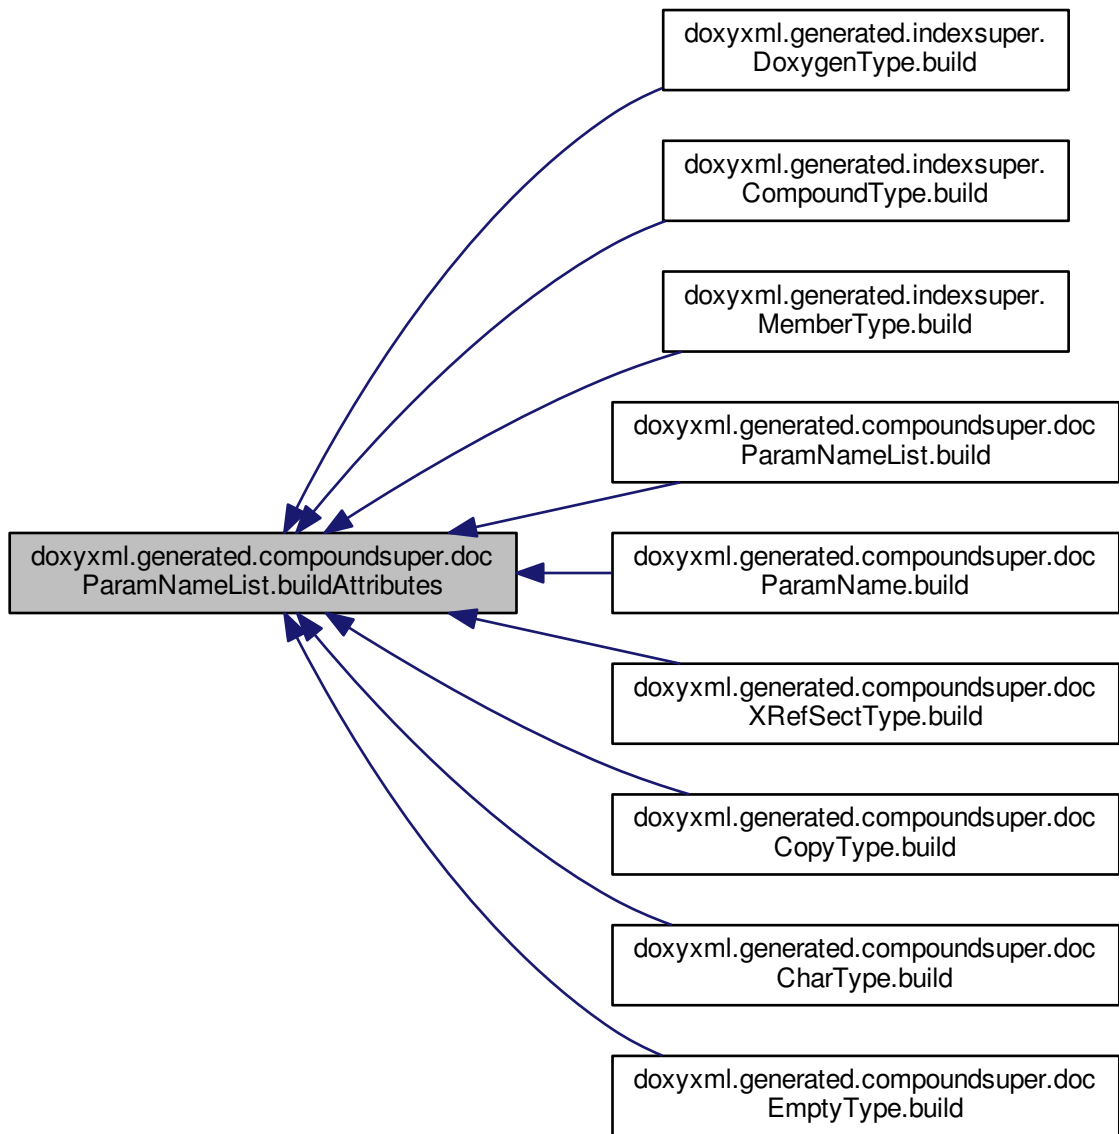 doxyxml.generated.indexsuper.
DoxygenType.build
doxyxml.generated.indexsuper.
CompoundType.build
doxyxml.generated.indexsuper.
MemberType.build
doxyxml.generated.compoundsuper.doc
ParamNameList.build
doxyxml.generated.compoundsuper.doc
ParamNameList.buildAttributes
doxyxml.generated.compoundsuper.doc
ParamName.build
doxyxml.generated.compoundsuper.doc
XRefSectType.build
doxyxml.generated.compoundsuper.doc
CopyType.build
doxyxml.generated.compoundsuper.doc
CharType.build
doxyxml.generated.compoundsuper.doc
EmptyType.build